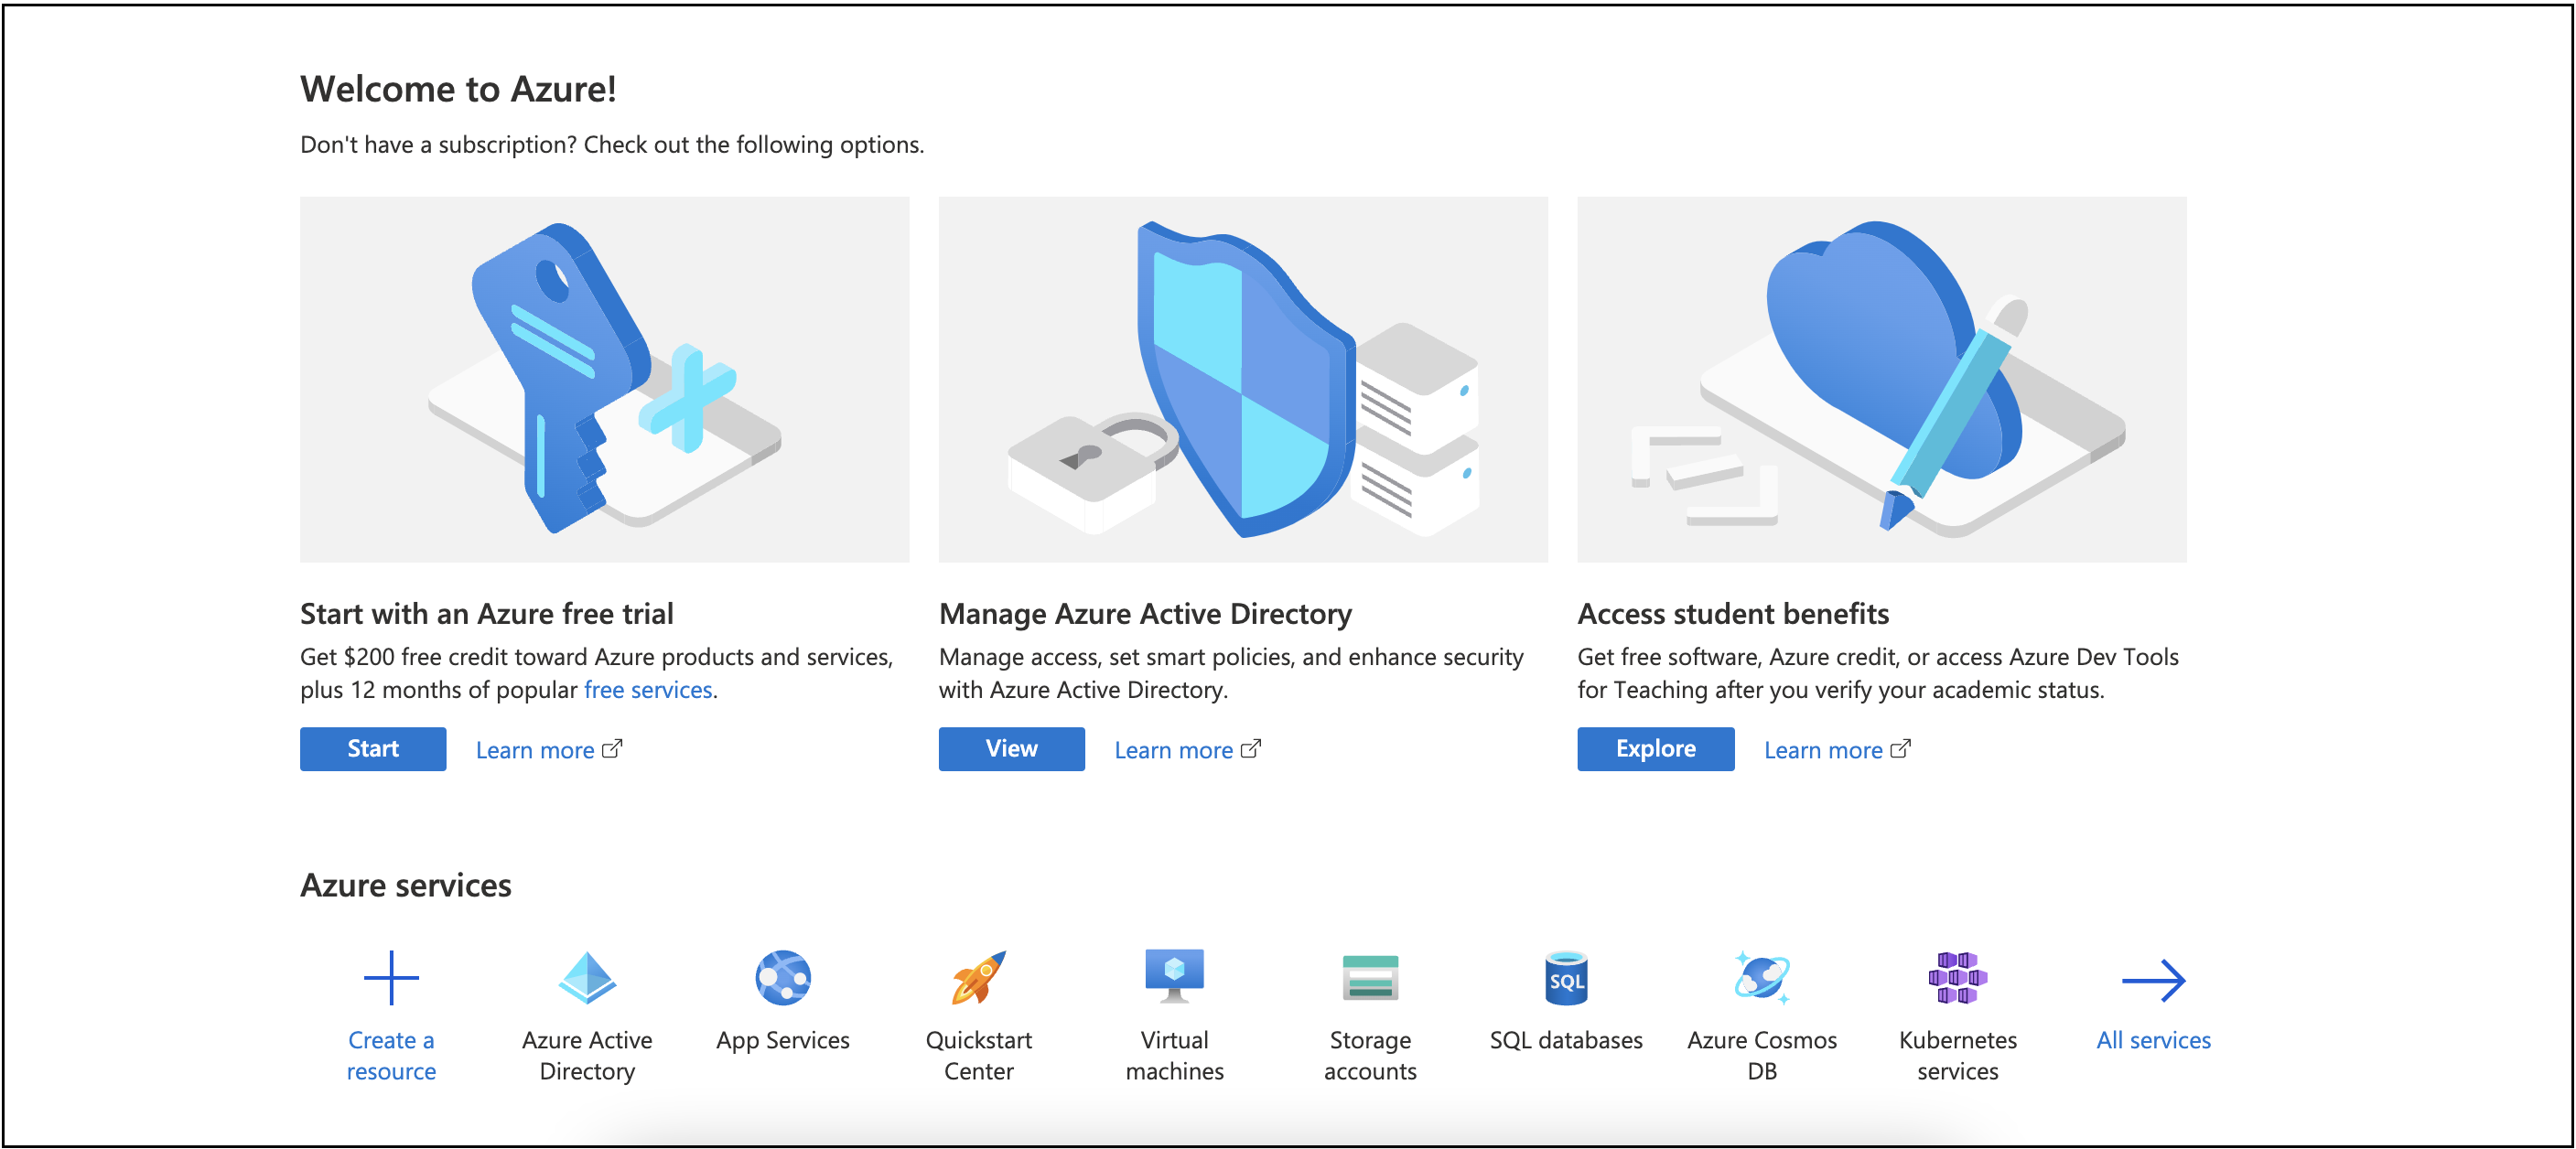 Welcome to Azure!
Don't have a subscription? Check out the following options.
Start with an Azure free trial
Get $200 free credit toward Azure products and services,
plus 12 months of popular free services.
Start
Learn more
Manage Azure Active Directory
Manage access, set smart policies, and enhance security
with Azure Active Directory.
View
Learn more
Access student benefits
Get free software, Azure credit, or access Azure Dev Tools
for Teaching after you verify your academic status.
Explore
Learn more
Azure services
Create a
resource
Azure Active
Directory
App Services
Quickstart
Center
Virtual
machines
Storage
accounts
SQL
SQL databases
Azure Cosmos
DB
Kubernetes
services
All services